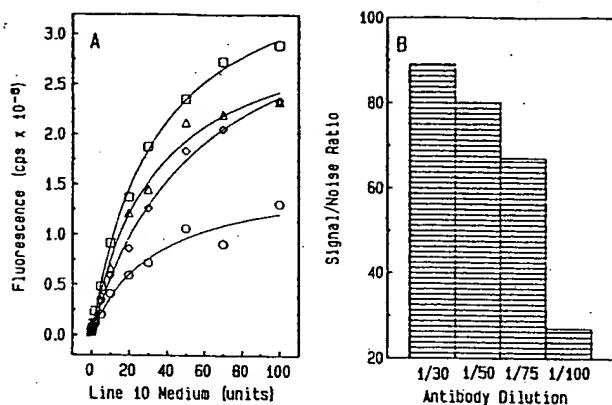 A
3.0
2.5
2.0
1.5
1.0
0.5
0.0
0 20 40 60 80 100
Fluorescence (cps x 10⁻⁶)
Line 10 Medium (units)
B
100
80
60
40
20
1/30 1/50 1/75 1/100
Signal/Noise Ratio
Antibody Dilution